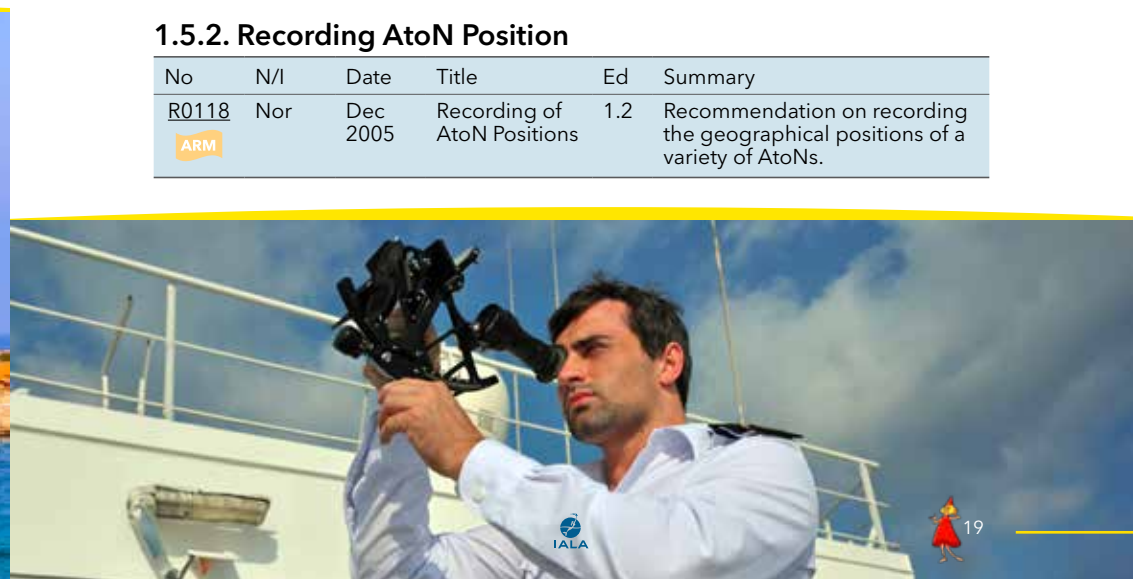 1.5.2. Recording AtoN Position
No N/I Date Title Ed Summary
R0118 Nor Dec 2005 Recording of AtoN Positions 1.2 Recommendation on recording the geographical positions of a variety of AtoNs.
ARM
IALA
19